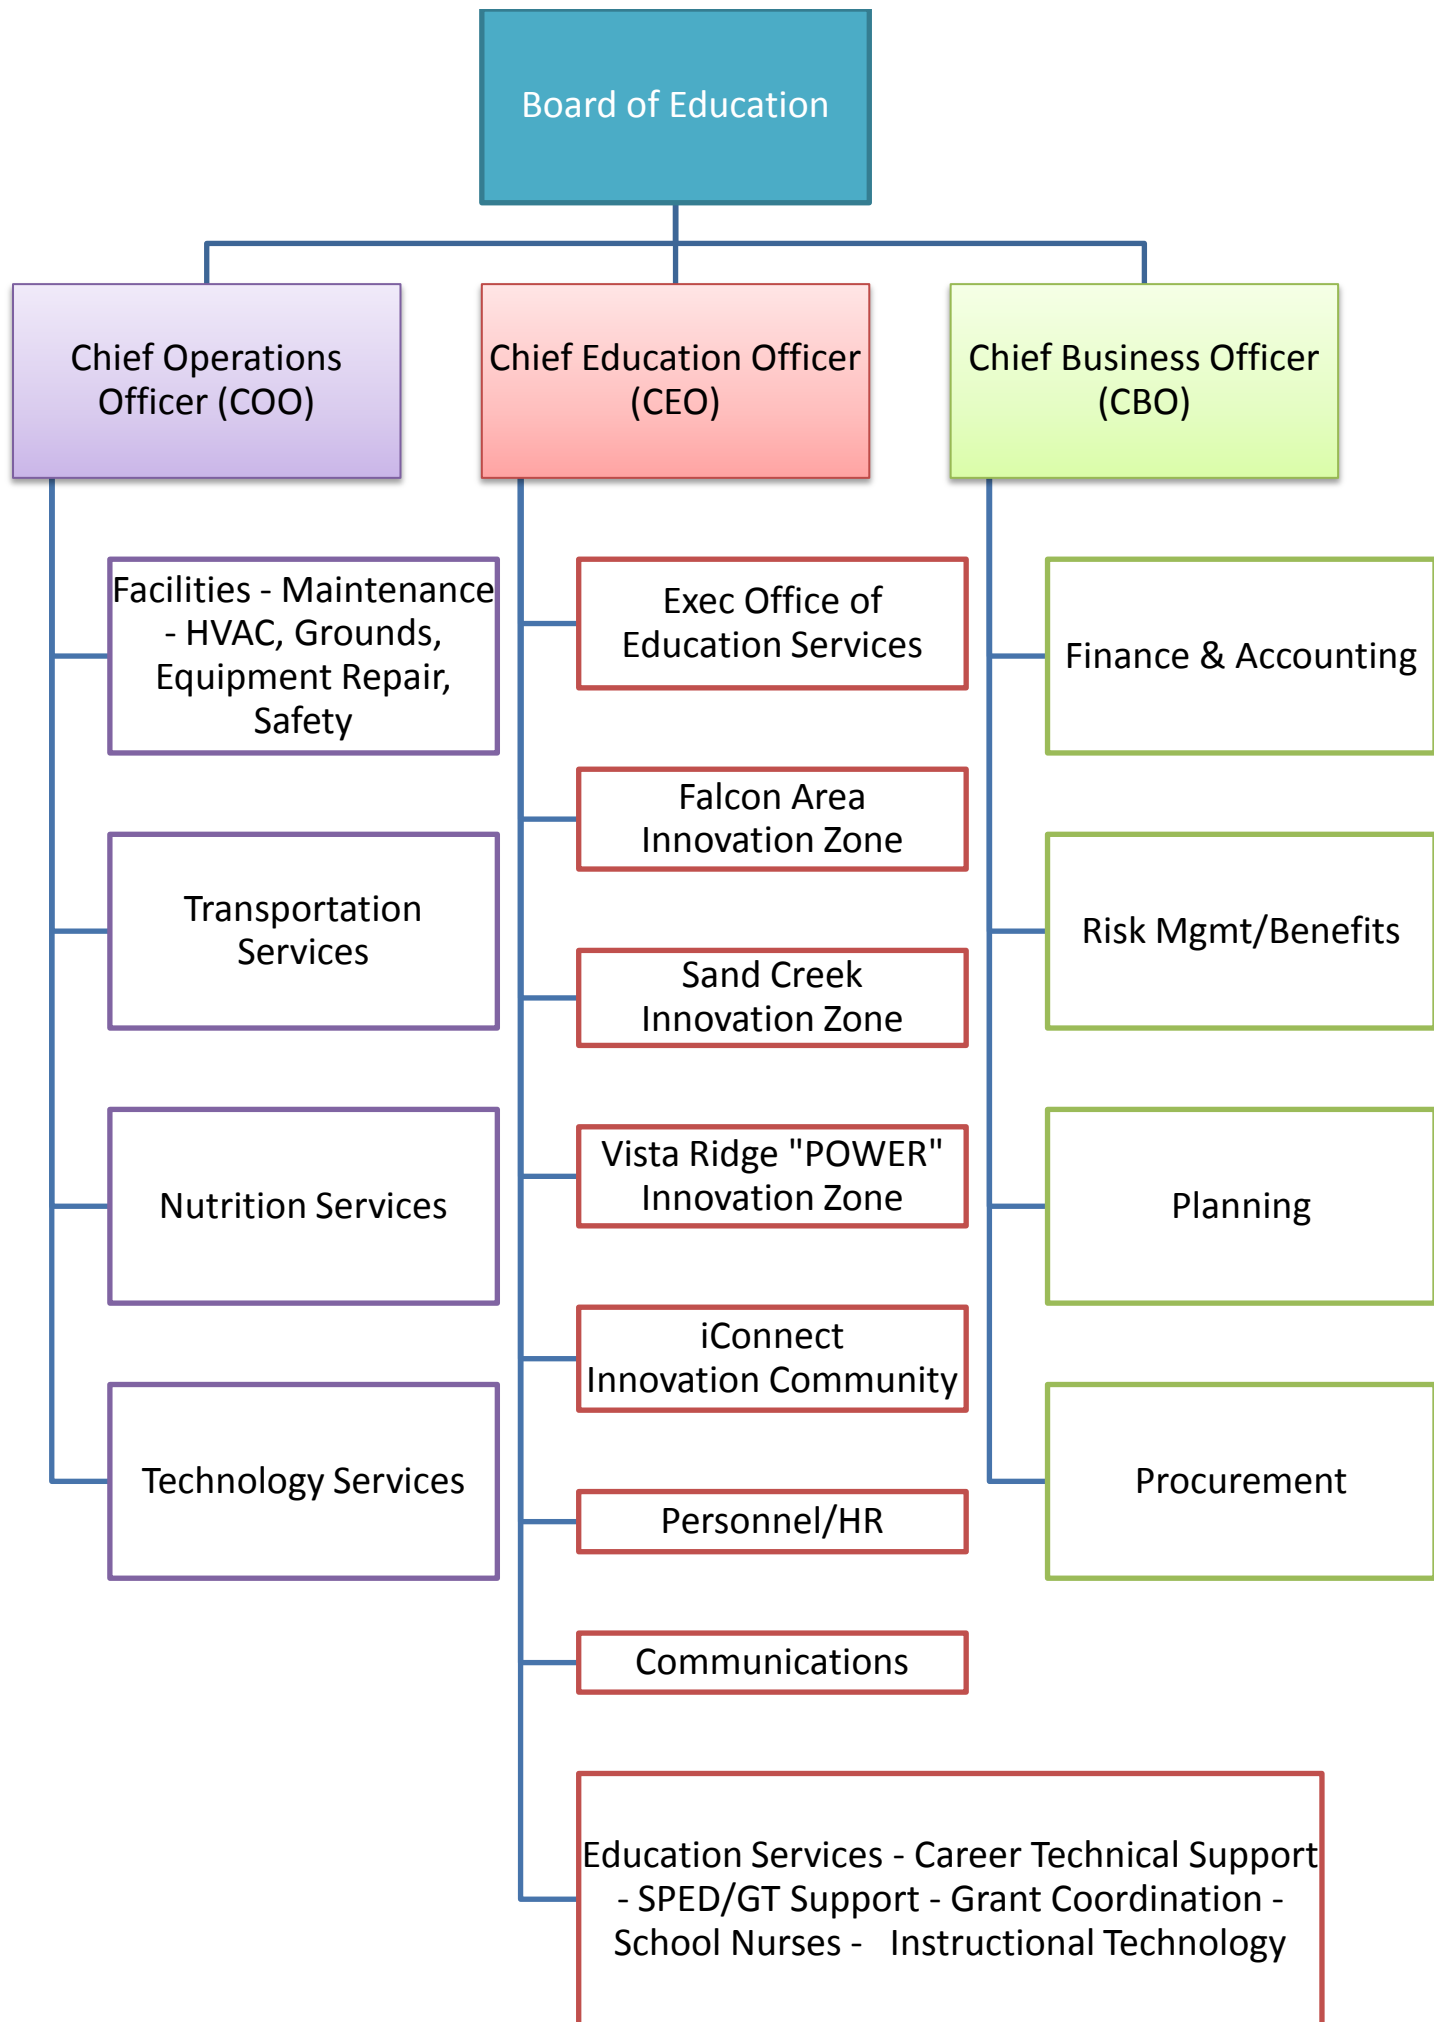 Board of Education
Chief Operations
Officer (COO)
Chief Education Officer
(CEO)
Chief Business Officer
(CBO)
Facilities - Maintenance
- HVAC, Grounds,
Equipment Repair,
Safety
Transportation
Services
Nutrition Services
Technology Services
Exec Office of
Education Services
Falcon Area
Innovation Zone
Sand Creek
Innovation Zone
Vista Ridge "POWER"
Innovation Zone
iConnect
Innovation Community
Personnel/HR
Communications
Education Services - Career Technical Support
- SPED/GT Support - Grant Coordination -
School Nurses -   Instructional Technology
Finance & Accounting
Risk Mgmt/Benefits
Planning
Procurement